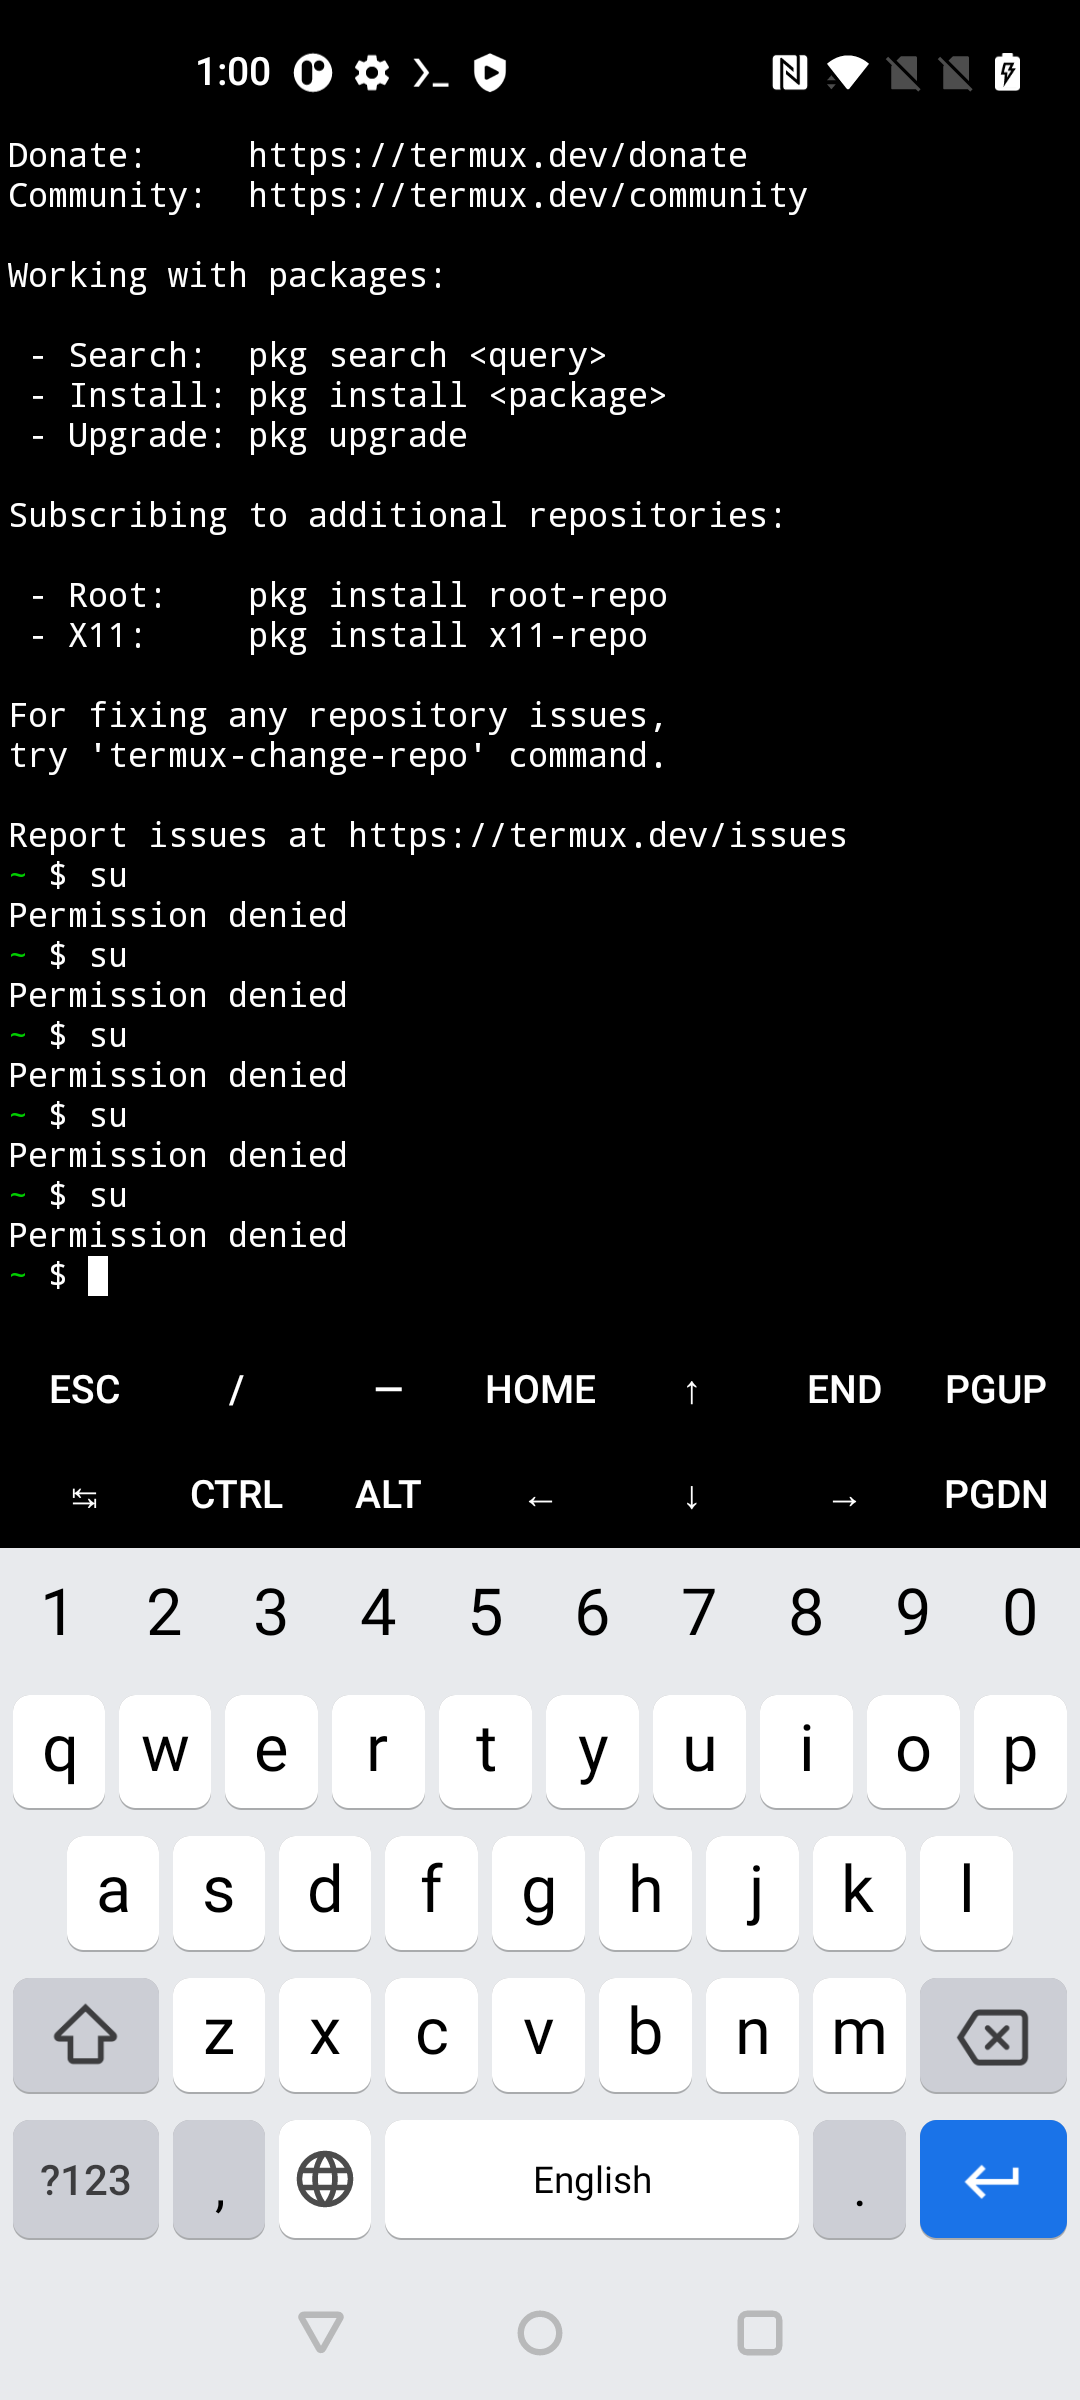 1:00
Donate:     https://termux.dev/donate
Community:  https://termux.dev/community
Working with packages:
- Search:  pkg search <query>
- Install: pkg install <package>
- Upgrade: pkg upgrade
Subscribing to additional repositories:
- Root:    pkg install root-repo
- X11:     pkg install x11-repo
For fixing any repository issues,
try 'termux-change-repo' command.
Report issues at https://termux.dev/issues
~ $ su
Permission denied
~ $ su
Permission denied
~ $ su
Permission denied
~ $ su
Permission denied
~ $ su
Permission denied
~ $
ESC / — HOME ↑ END PGUP
↹ CTRL ALT ← ↓ → PGDN
1 2 3 4 5 6 7 8 9 0
q w e r t y u i o p
a s d f g h j k l
z x c v b n m
?123 , English .